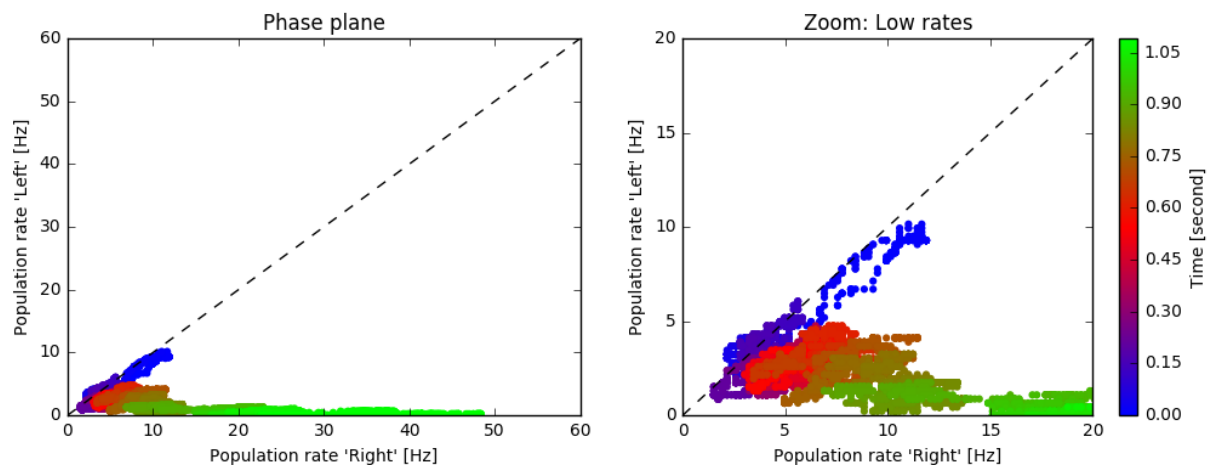 Phase plane
60
50
40
30
20
10
0
Population rate 'Left' [Hz]
0 10 20 30 40 50 60
Population rate 'Right' [Hz]
Zoom: Low rates
20
15
10
5
0
Population rate 'Left' [Hz]
0 5 10 15 20
Population rate 'Right' [Hz]
1.05
0.90
0.75
0.60
0.45
0.30
0.15
0.00
Time [second]